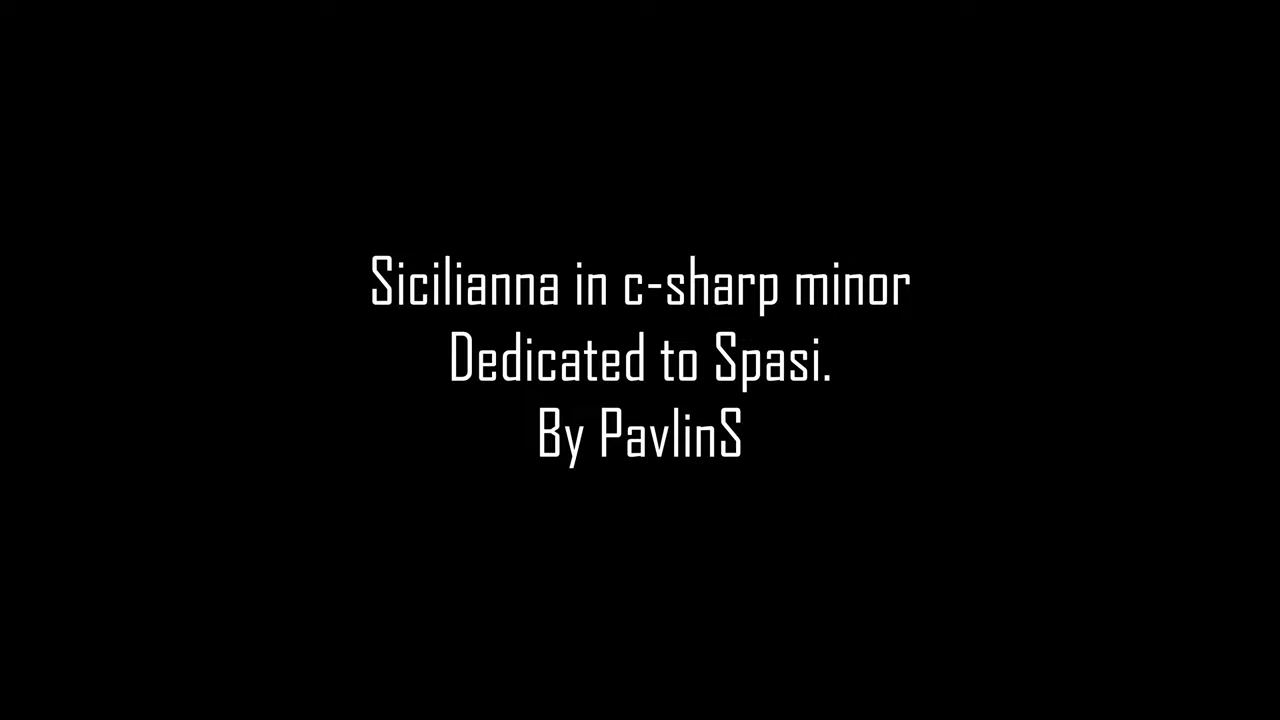 Sicilianna in c-sharp minor
Dedicated to Spasi.
By PavlinS